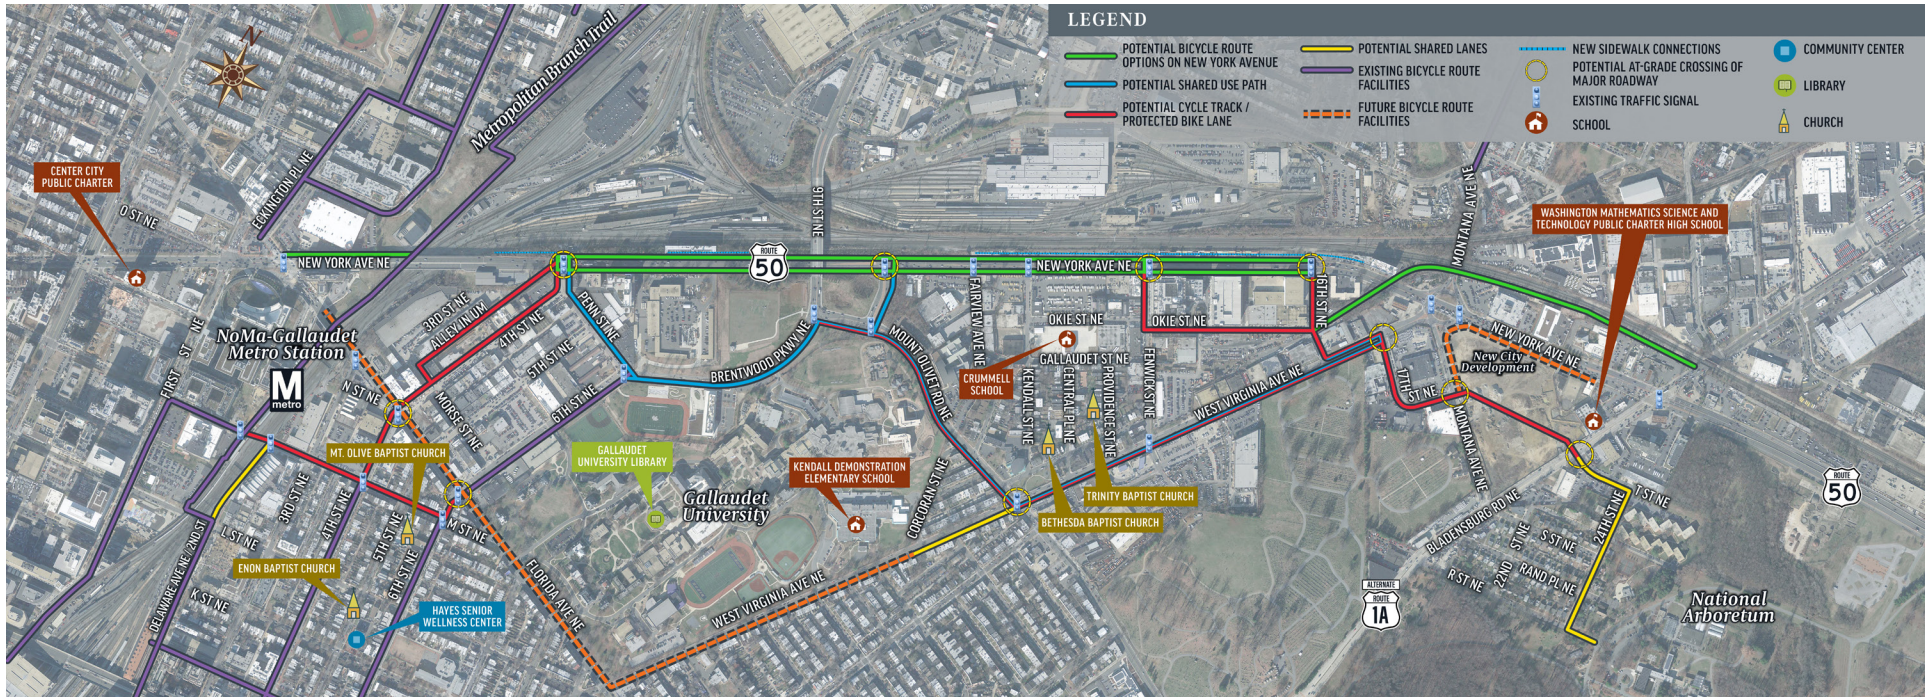 LEGEND
POTENTIAL BICYCLE ROUTE
OPTIONS ON NEW YORK AVENUE
POTENTIAL SHARED USE PATH
POTENTIAL CYCLE TRACK /
PROTECTED BIKE LANE
POTENTIAL SHARED LANES
EXISTING BICYCLE ROUTE
FACILITIES
FUTURE BICYCLE ROUTE
FACILITIES
NEW SIDEWALK CONNECTIONS
POTENTIAL AT-GRADE CROSSING OF
MAJOR ROADWAY
EXISTING TRAFFIC SIGNAL
SCHOOL
COMMUNITY CENTER
LIBRARY
CHURCH
N
Metropolitan Branch Trail
ECKINGTON PL NE
CENTER CITY
PUBLIC CHARTER
O ST NE
9TH ST NE
MONTANA AVE NE
WASHINGTON MATHEMATICS SCIENCE AND
TECHNOLOGY PUBLIC CHARTER HIGH SCHOOL
NEW YORK AVE NE
ROUTE
50
NEW YORK AVE NE
16TH ST NE
3RD ST NE
ALLEY IN UM
4TH ST NE
PENN ST NE
5TH ST NE
6TH ST NE
BRENTWOOD PKWY NE
MOUNT OLIVET RD NE
FAIRVIEW AVE NE
OKIE ST NE
OKIE ST NE
GALLAUDET ST NE
CRUMMELL
SCHOOL
KENDALL ST NE
CENTRAL PL NE
PROVIDENCE ST NE
FENWICK ST NE
WEST VIRGINIA AVE NE
17TH
ST NE
NEW YORK AVE NE
New City
Development
MONTANA AVE NE
NoMa-Gallaudet
Metro Station
M
metro
FIRST ST NE
N ST NE
MORSE ST NE
MT. OLIVE BAPTIST CHURCH
GALLAUDET
UNIVERSITY LIBRARY
KENDALL DEMONSTRATION
ELEMENTARY SCHOOL
Gallaudet
University
CORCORAN ST NE
TRINITY BAPTIST CHURCH
BETHESDA BAPTIST CHURCH
BLADENSBURG RD NE
T ST NE
24TH ST NE
S ST NE
22ND
ST NE
RAND PL NE
R ST NE
ROUTE
50
3RD ST NE
4TH ST NE
5TH ST NE
6TH ST NE
M ST NE
L ST NE
K ST NE
DELAWARE AVE NE/ 2ND ST
ENON BAPTIST CHURCH
HAYES SENIOR
WELLNESS CENTER
FLORIDA AVE NE
WEST VIRGINIA AVE NE
ALTERNATE
ROUTE
1A
National
Arboretum